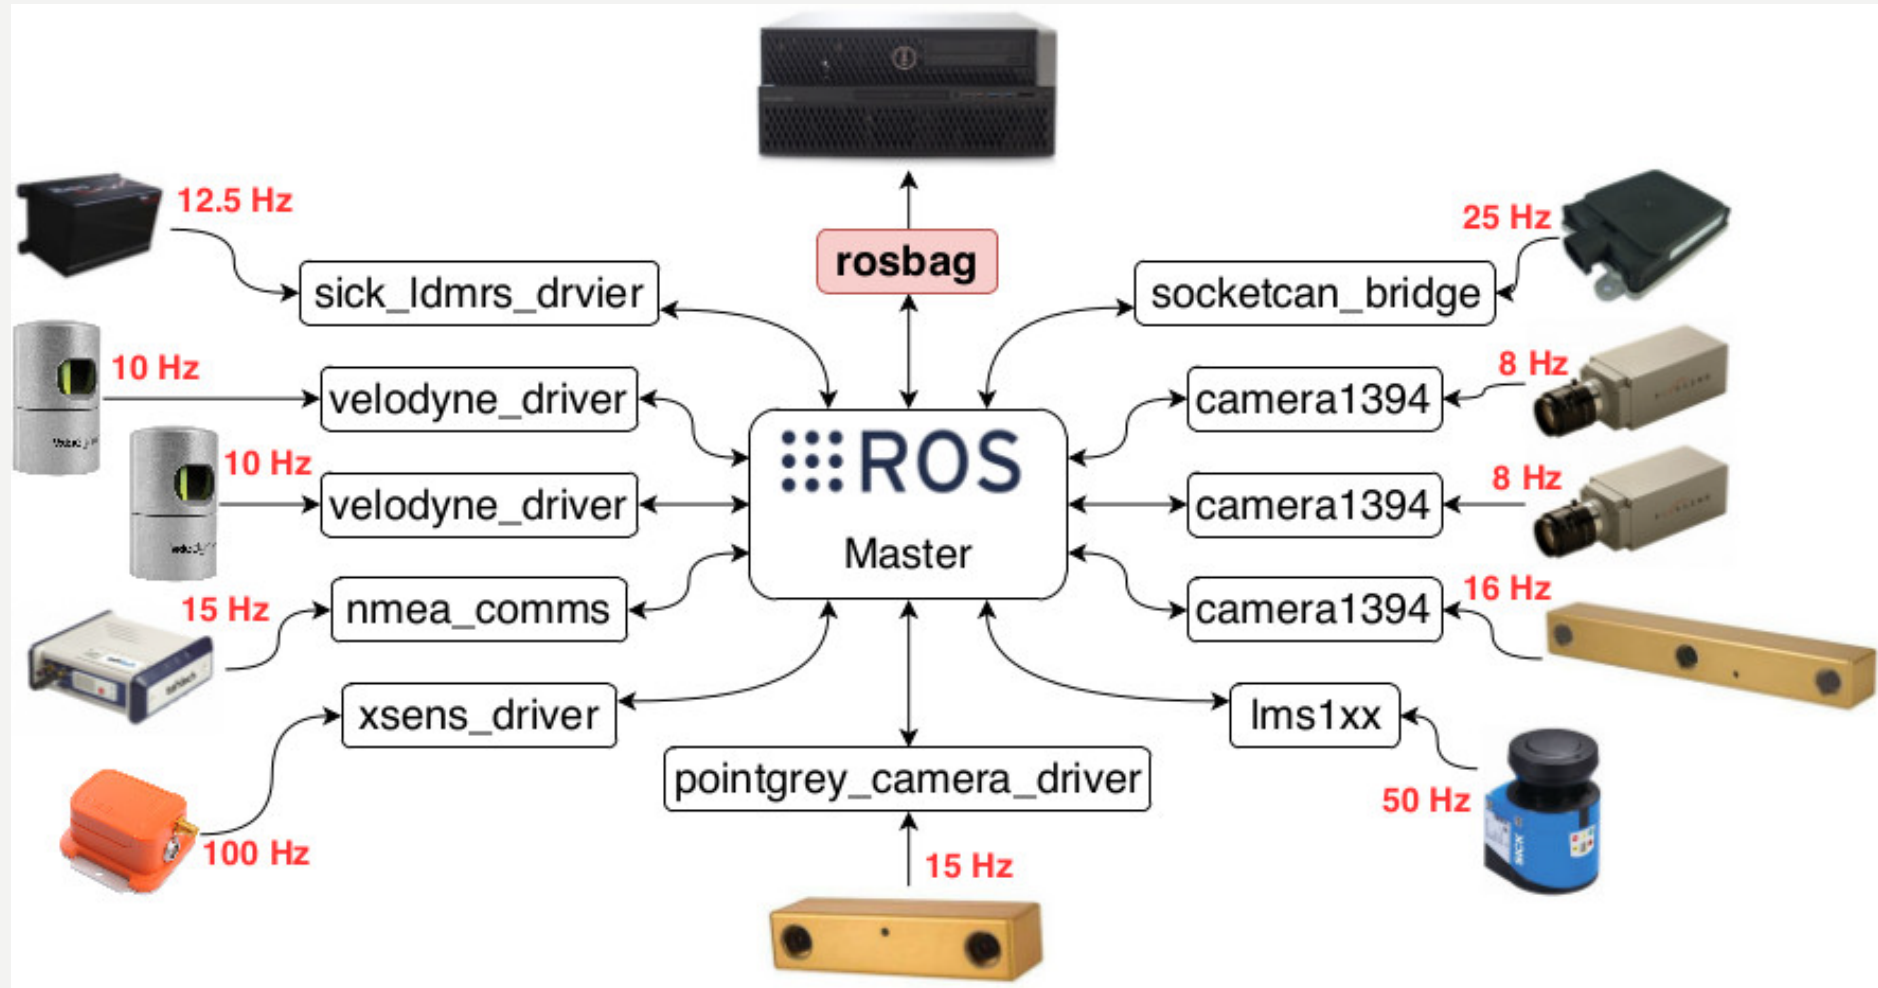 12.5 Hz
25 Hz
rosbag
sick_ldmrs_drvier
socketcan_bridge
10 Hz
8 Hz
velodyne_driver
camera1394
ROS
10 Hz
8 Hz
velodyne_driver
camera1394
Master
15 Hz
16 Hz
nmea_comms
camera1394
xsens_driver
lms1xx
pointgrey_camera_driver
50 Hz
SICK
100 Hz
15 Hz